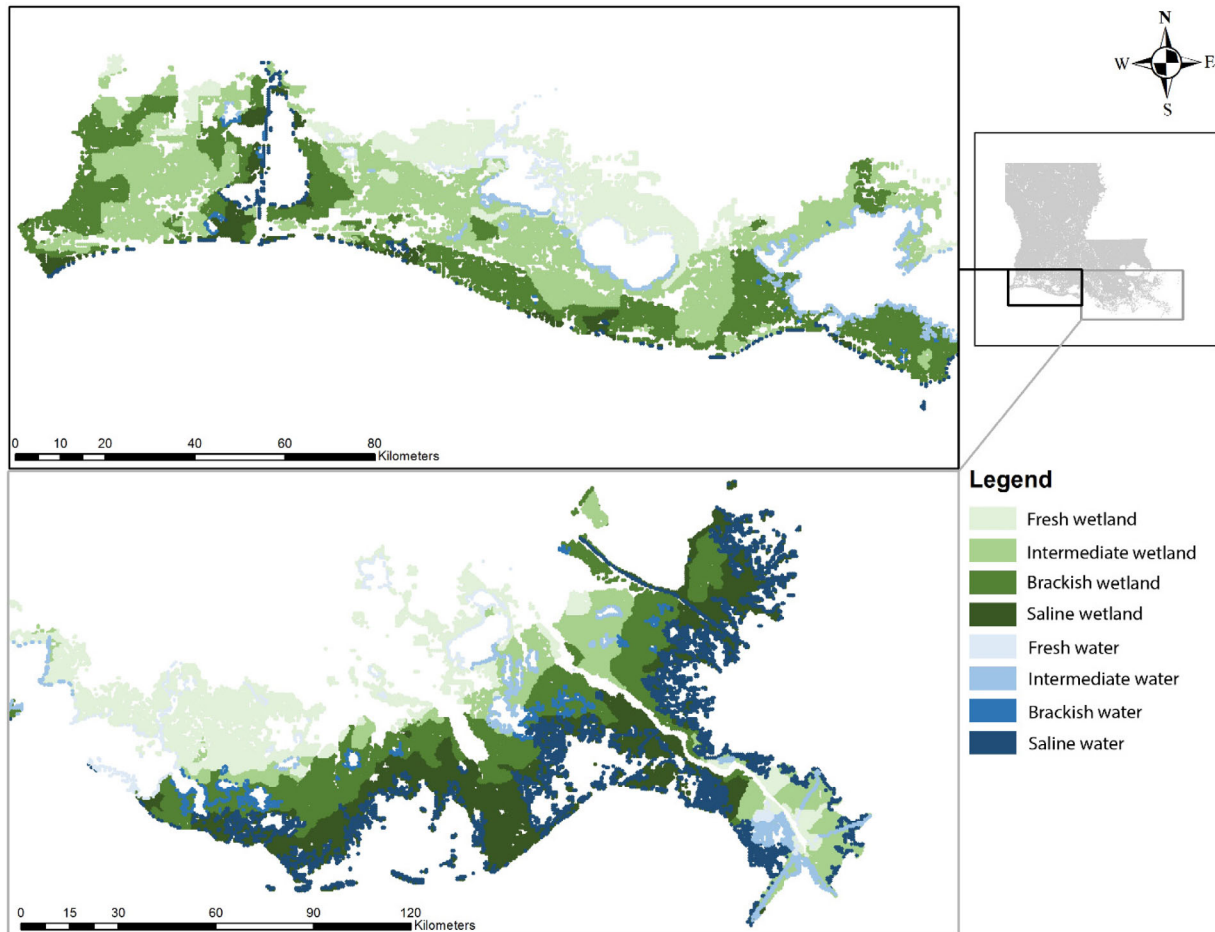 N
W E
S
0 10 20 40 60 80
Kilometers
Legend
Fresh wetland
Intermediate wetland
Brackish wetland
Saline wetland
Fresh water
Intermediate water
Brackish water
Saline water
0 15 30 60 90 120
Kilometers